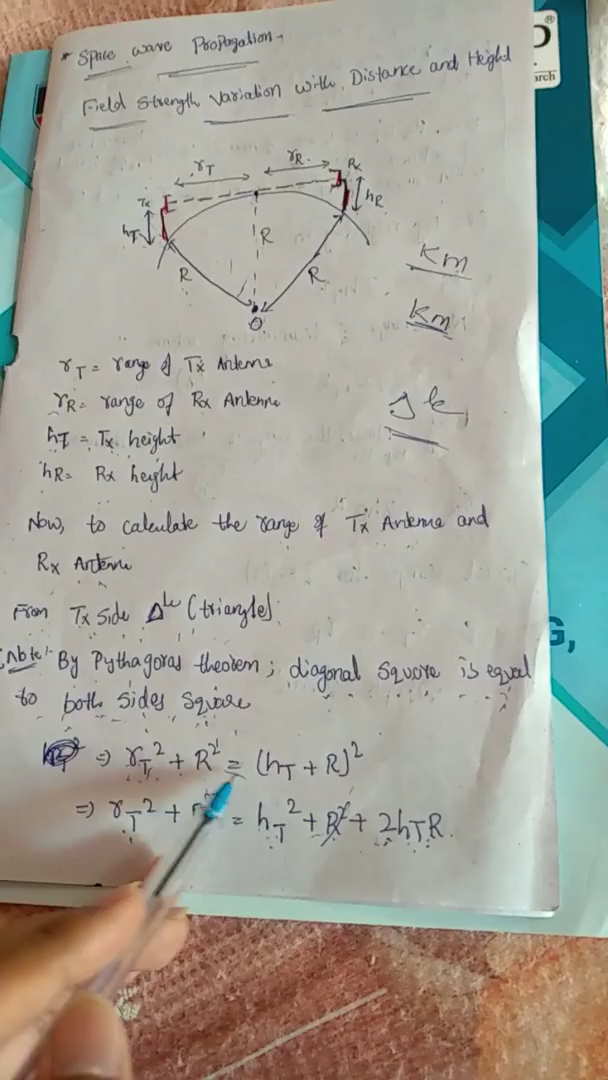 * Space wave Propogation -
Field Strength Variation with Distance and Height
rT
rR
Rx
Tx
hT
hR
R
R
R
O
Km
Km
rT = range of Tx Antenna
rR = range of Rx Antenna
hT = Tx height
hR = Rx height
Now, to calculate the range of Tx Antenna and
Rx Antenna
From Tx side Δle (triangle)
Note:- By Pythagoras theorem; diagonal Square is equal
to both sides Square
⇒ rT² + R² = (hT + R)²
⇒ rT² + = hT² + R² + 2hTR.
® 
arch
G,